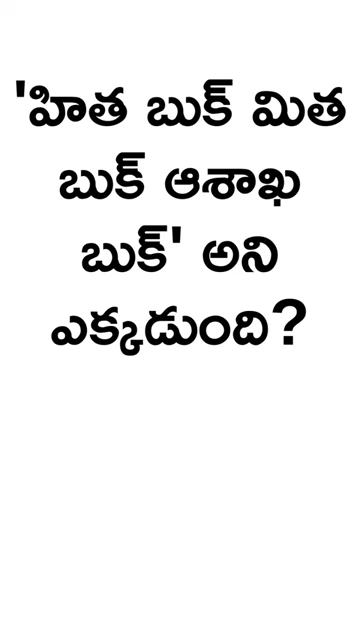 'హిత బుక్ మిత
బుక్ ఆశాఖ
బుక్' అని
ఎక్కడుంది?